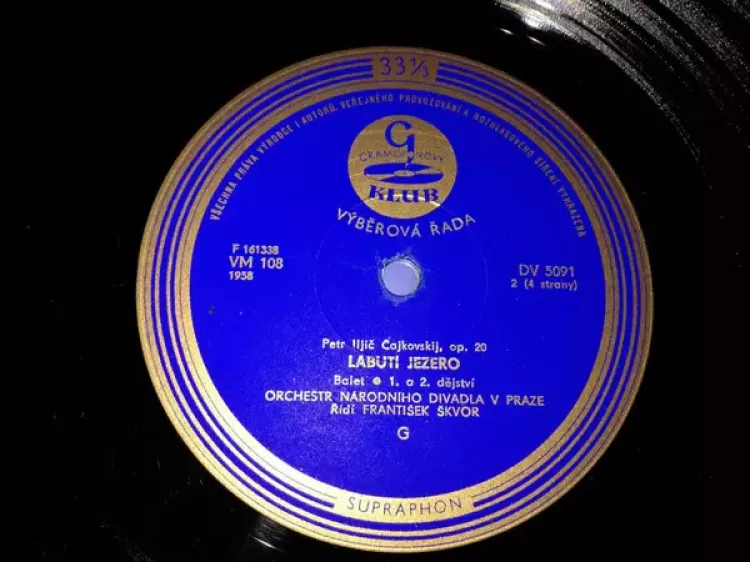 33 1/3
VŠECHNA PRÁVA VÝROBCE I AUTORŮ, VEŘEJNÉHO PROVOZOVÁNÍ A ROZHLASOVÉHO ŠÍŘENÍ VYHRAZENA
G
GRAMOFONOVÝ
KLUB
VÝBĚROVÁ ŘADA
F 161338
VM 108
1958
DV 5091
2 (4 strany)
Petr Iljič Čajkovskij, op. 20
LABUTÍ JEZERO
Balet ● 1. a 2. dějství
ORCHESTR NÁRODNÍHO DIVADLA V PRAZE
Řídí FRANTIŠEK ŠKVOR
G
SUPRAPHON